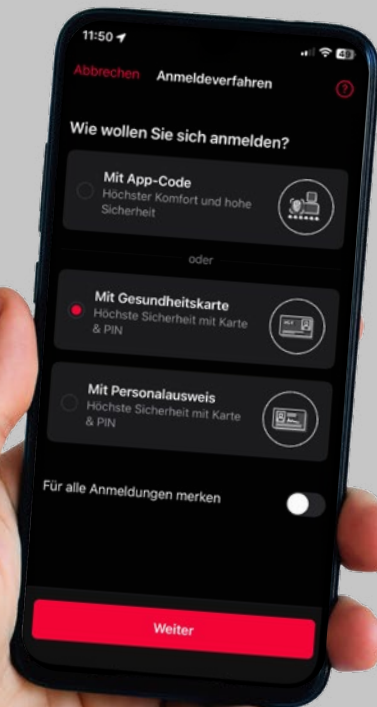 11:50
49
Abbrechen Anmeldeverfahren ?
Wie wollen Sie sich anmelden?
Mit App-Code
Höchster Komfort und hohe
Sicherheit
oder
Mit Gesundheitskarte
Höchste Sicherheit mit Karte
& PIN
Mit Personalausweis
Höchste Sicherheit mit Karte
& PIN
Für alle Anmeldungen merken
Weiter